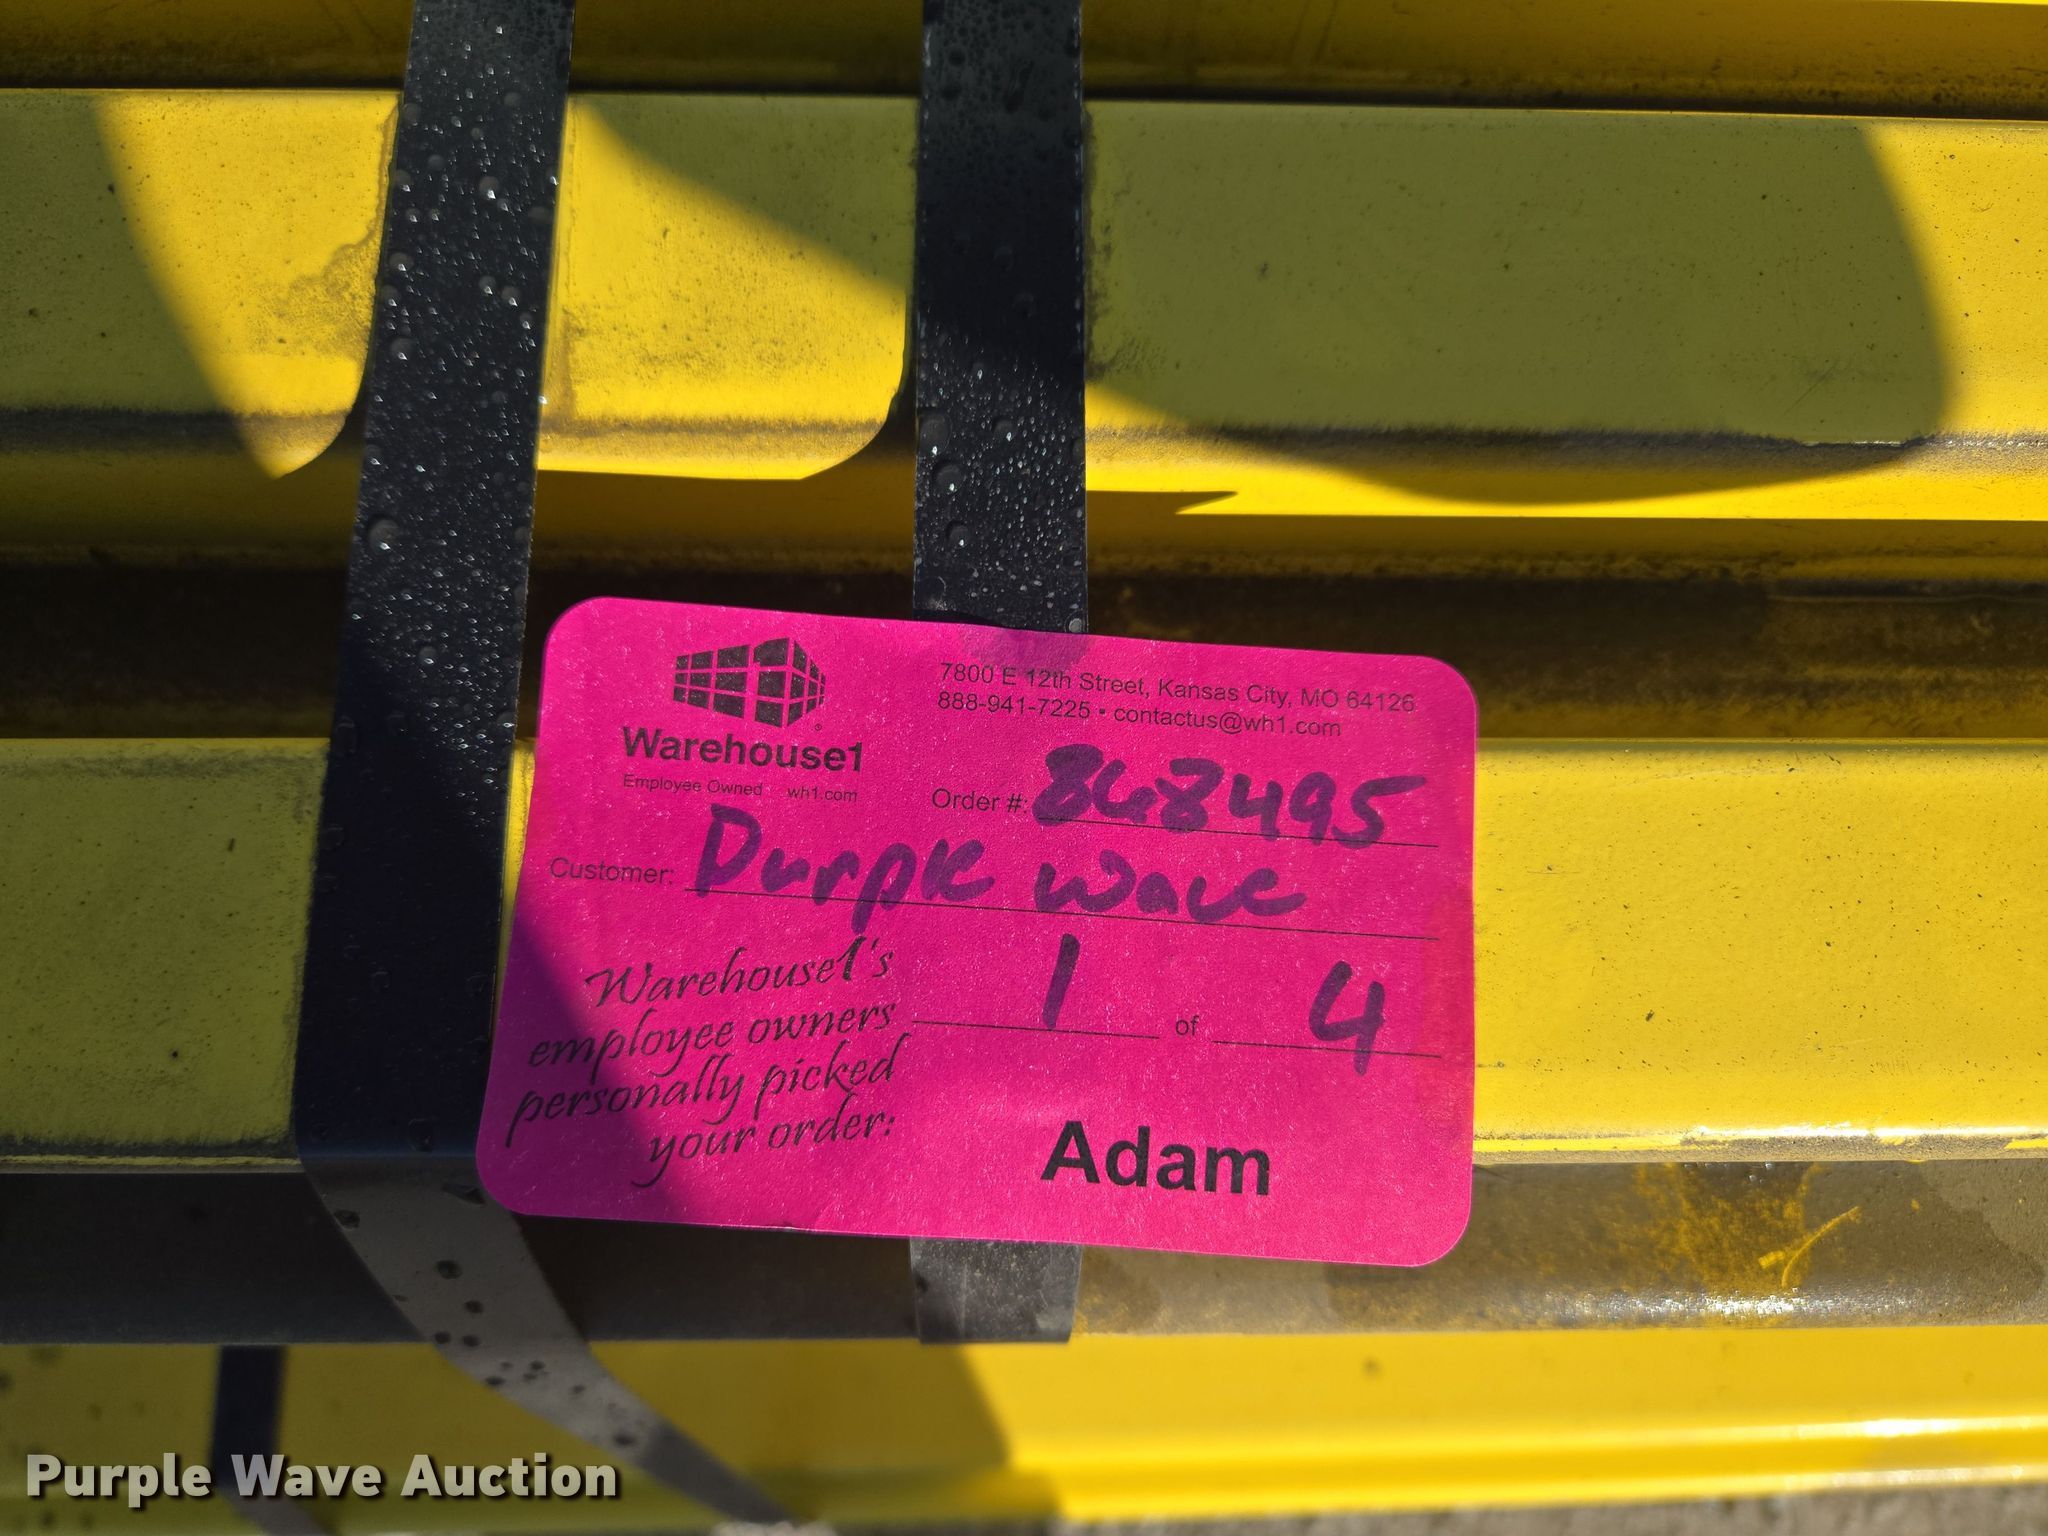 Warehouse1
Employee Owned wh1.com
7800 E 12th Street, Kansas City, MO 64126
888-941-7225 • contactus@wh1.com
Order #: 848495
Customer: Purple Wave
1 of 4
Warehouse1's
employee owners
personally picked
your order:
Adam
Purple Wave Auction